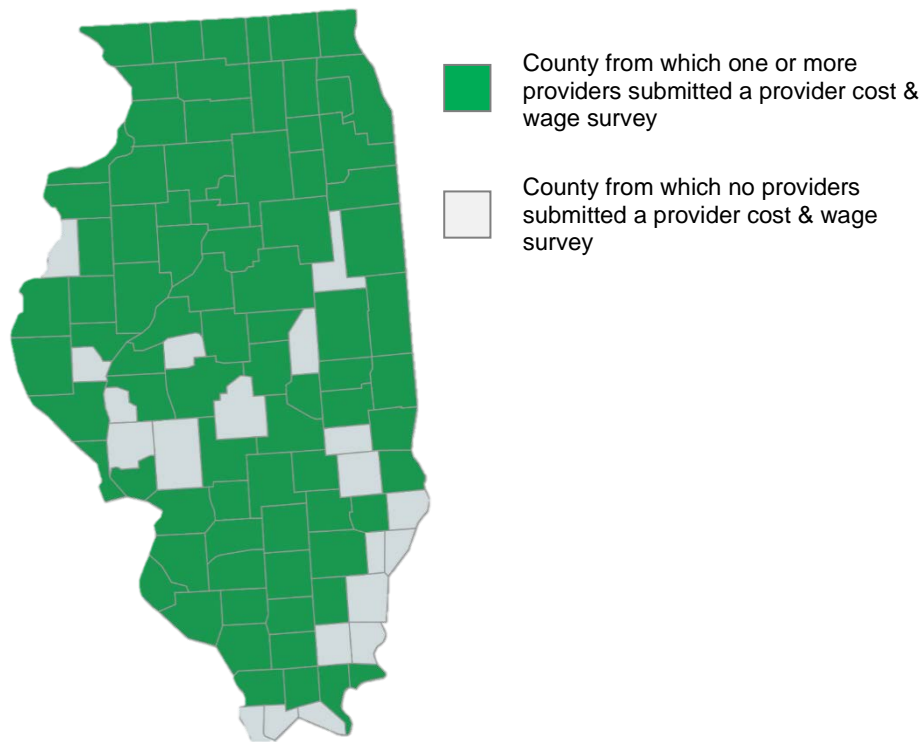 County from which one or more
providers submitted a provider cost &
wage survey
County from which no providers
submitted a provider cost & wage
survey